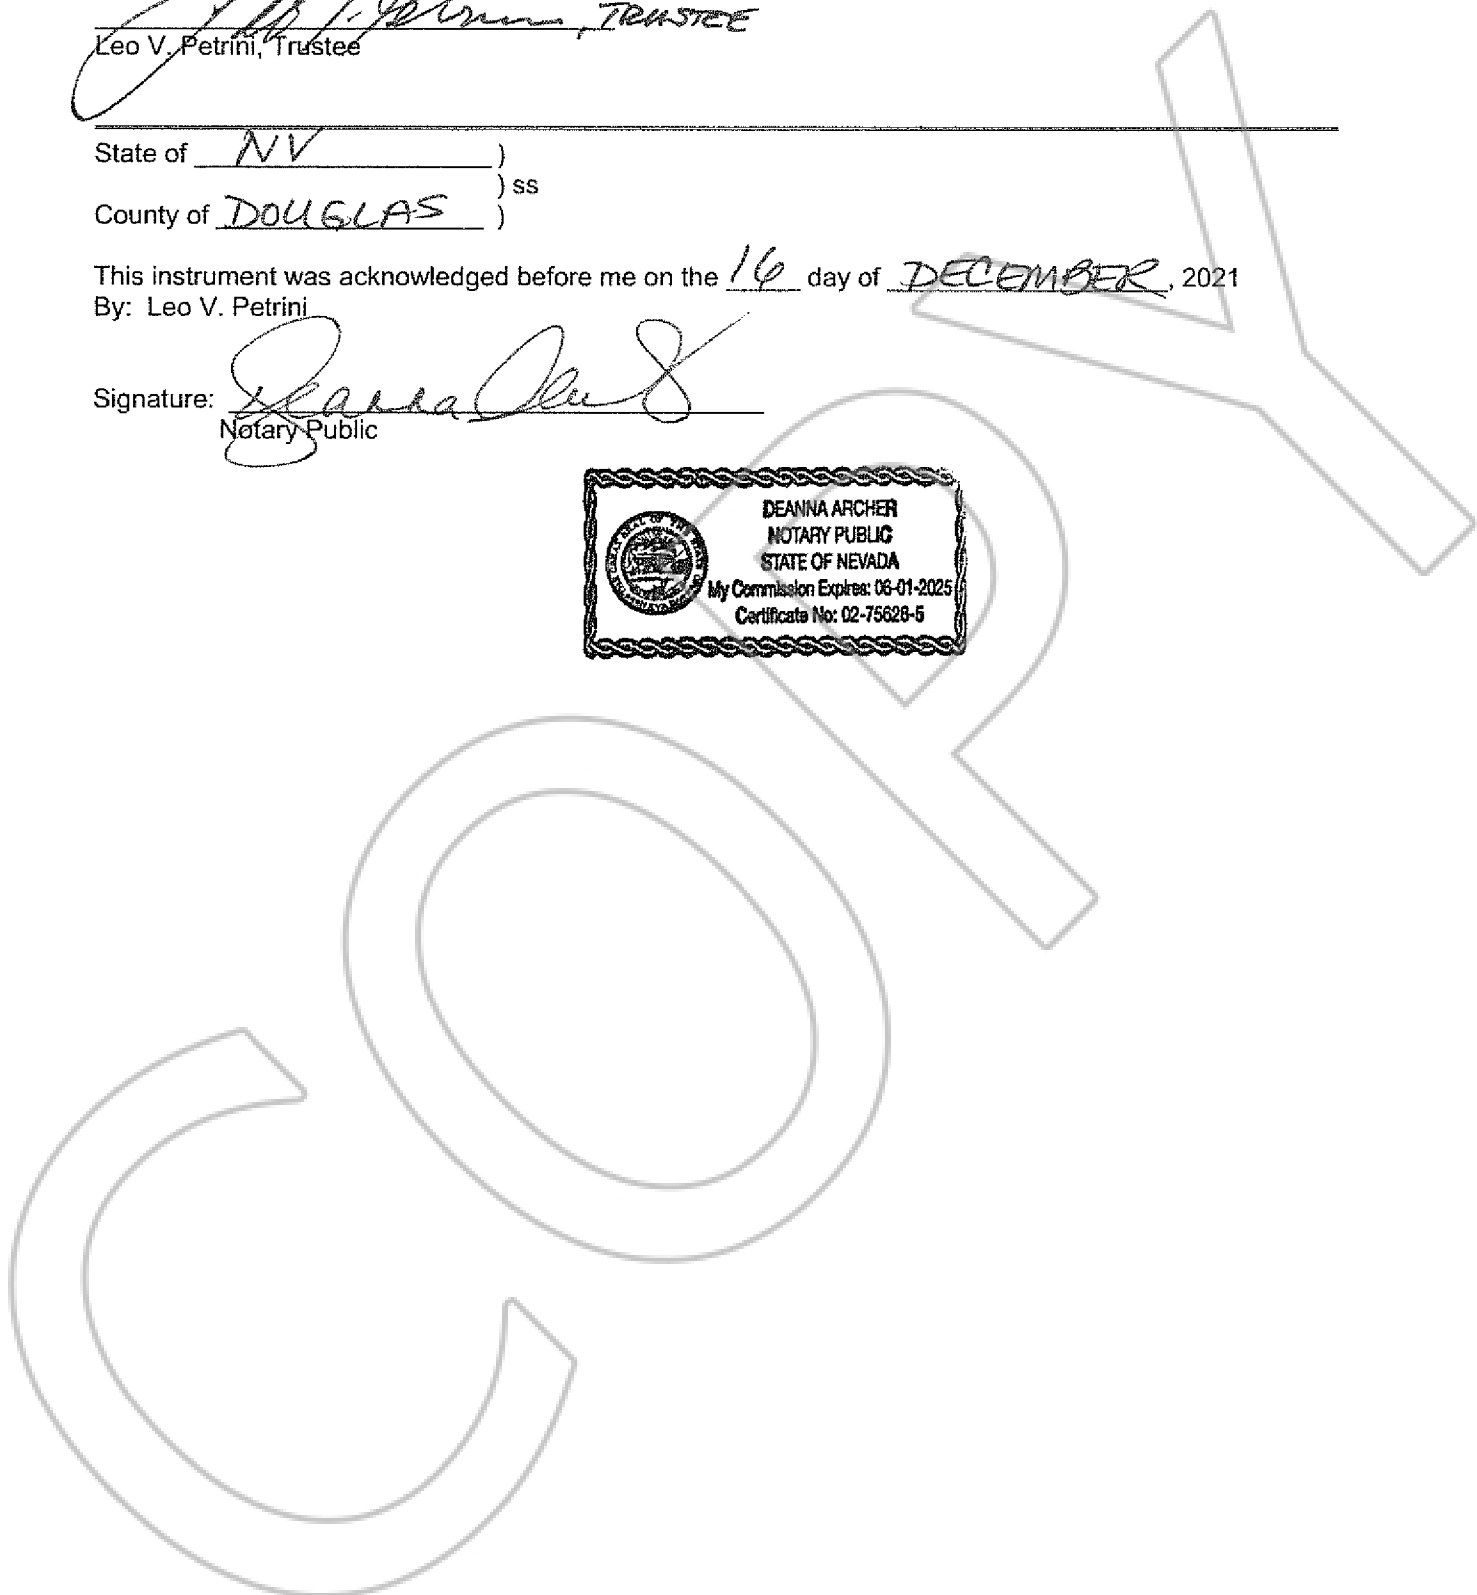 , TRUSTEE
Leo V. Petrini, Trustee
State of NV )
) ss
County of DOUGLAS )
This instrument was acknowledged before me on the 16 day of DECEMBER, 2021
By: Leo V. Petrini
Signature: Deanna
Notary Public
DEANNA ARCHER
NOTARY PUBLIC
STATE OF NEVADA
My Commission Expires: 06-01-2025
Certificate No: 02-75628-5
COPY